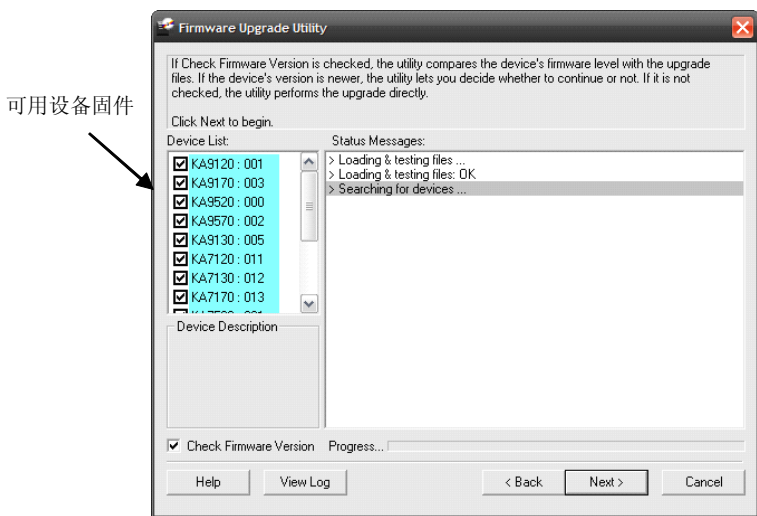 Firmware Upgrade Utility
If Check Firmware Version is checked, the utility compares the device's firmware level with the upgrade
files. If the device's version is newer, the utility lets you decide whether to continue or not. If it is not
checked, the utility performs the upgrade directly.
Click Next to begin.
可用设备固件
Device List:
KA9120 : 001
KA9170 : 003
KA9520 : 000
KA9570 : 002
KA9130 : 005
KA7120 : 011
KA7130 : 012
KA7170 : 013
Status Messages:
> Loading & testing files ...
> Loading & testing files: OK
> Searching for devices ...
Device Description
Check Firmware Version
Progress...
Help
View Log
< Back
Next >
Cancel